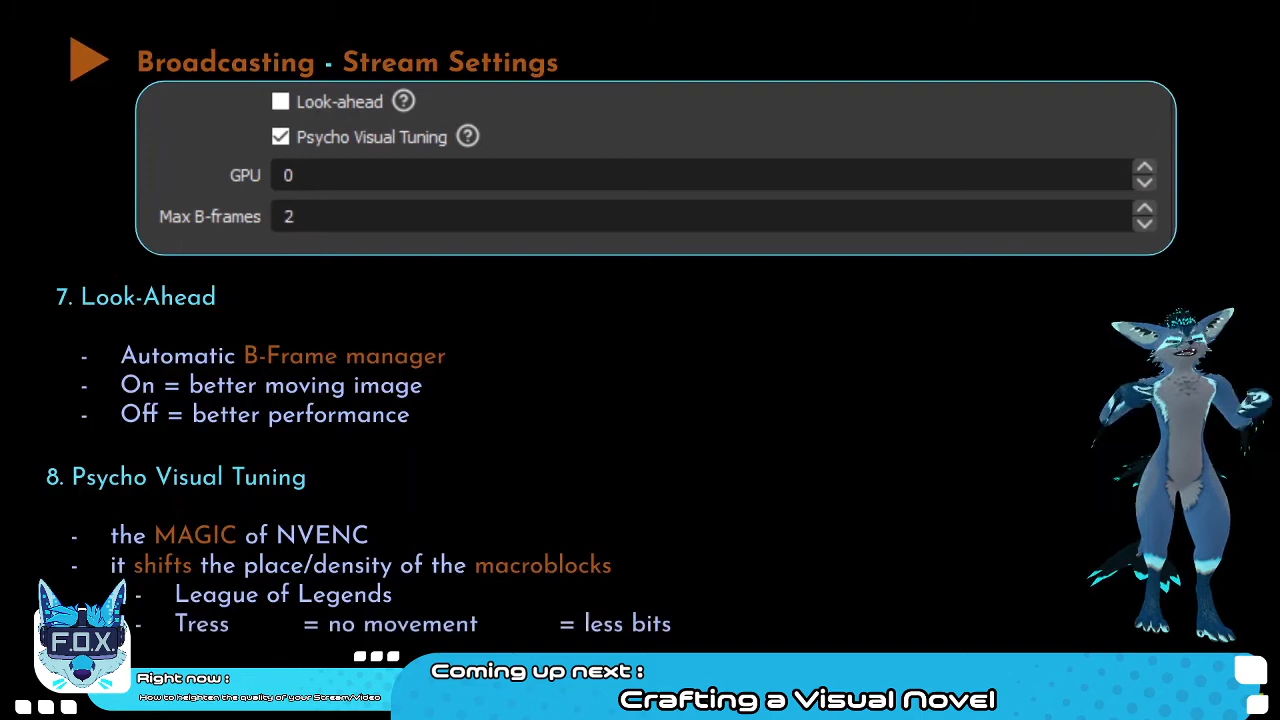 Broadcasting - Stream Settings
Look-ahead ?
Psycho Visual Tuning ?
GPU 0
Max B-frames 2
7. Look-Ahead
- Automatic B-Frame manager
- On = better moving image
- Off = better performance
8. Psycho Visual Tuning
- the MAGIC of NVENC
- it shifts the place/density of the macroblocks
- League of Legends
- Tress = no movement = less bits
F.O.X.
Right now :
How to heighten the quality of your Stream/Video
Coming up next :
Crafting a Visual Novel